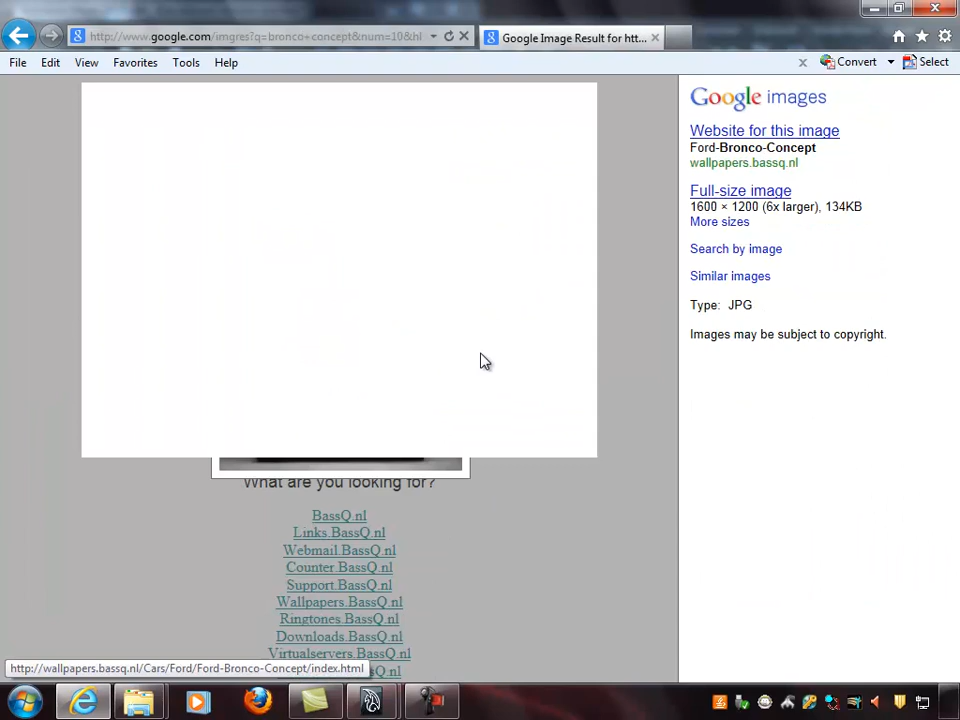 http://www.google.com/imgres?q=bronco+concept&num=10&hl
Google Image Result for htt...
File Edit View Favorites Tools Help
x Convert Select
Google images
Website for this image
Ford-Bronco-Concept
wallpapers.bassq.nl
Full-size image
1600 × 1200 (6x larger), 134KB
More sizes
Search by image
Similar images
Type: JPG
Images may be subject to copyright.
What are you looking for?
BassQ.nl
Links.BassQ.nl
Webmail.BassQ.nl
Counter.BassQ.nl
Support.BassQ.nl
Wallpapers.BassQ.nl
Ringtones.BassQ.nl
Downloads.BassQ.nl
Virtualservers.BassQ.nl
http://wallpapers.bassq.nl/Cars/Ford/Ford-Bronco-Concept/index.html